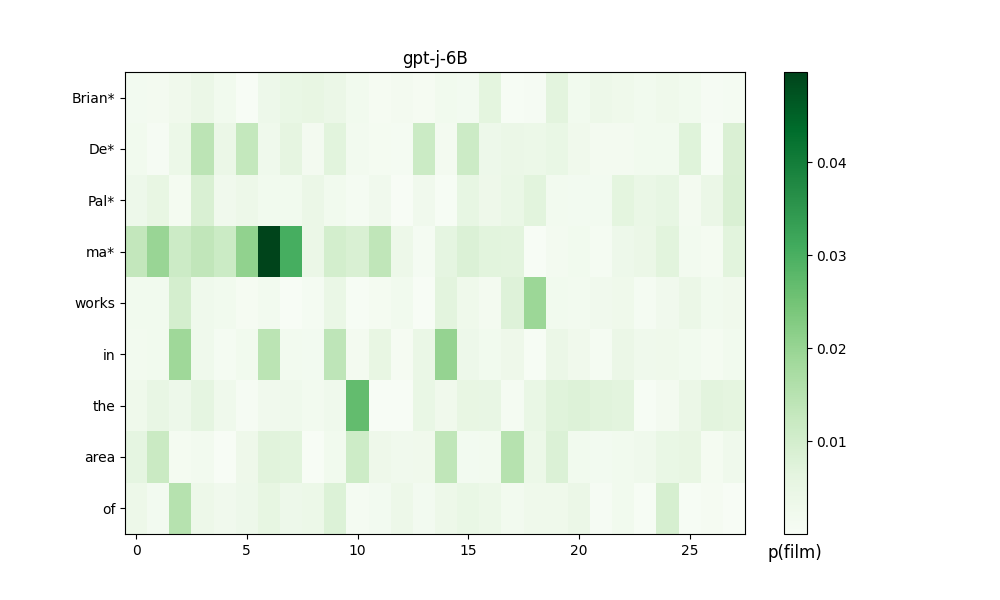 gpt-j-6B
Brian*
De*
Pal*
ma*
works
in
the
area
of
0 5 10 15 20 25
0.04
0.03
0.02
0.01
p(film)